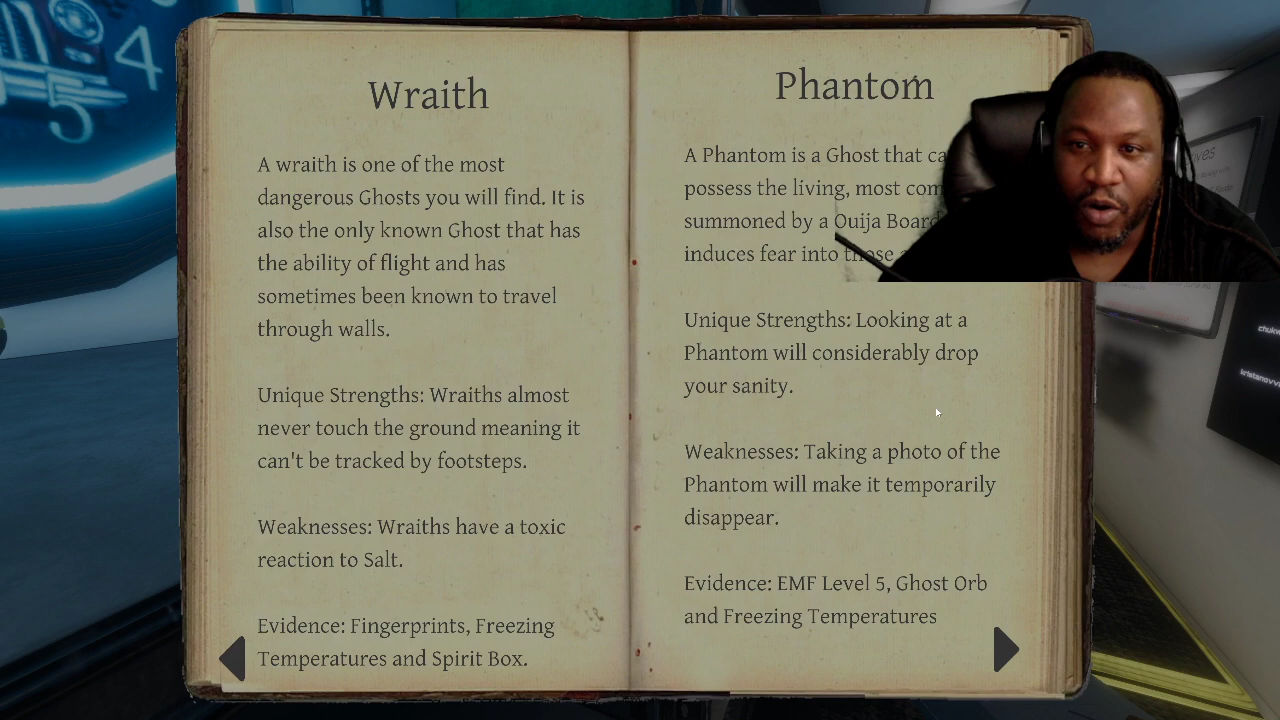 4
5
Wraith
A wraith is one of the most
dangerous Ghosts you will find. It is
also the only known Ghost that has
the ability of flight and has
sometimes been known to travel
through walls.
Unique Strengths: Wraiths almost
never touch the ground meaning it
can't be tracked by footsteps.
Weaknesses: Wraiths have a toxic
reaction to Salt.
Evidence: Fingerprints, Freezing
Temperatures and Spirit Box.
Phantom
A Phantom is a Ghost that
possess the living, most
summoned by a Ouija Board
induces fear into those
Unique Strengths: Looking at a
Phantom will considerably drop
your sanity.
Weaknesses: Taking a photo of the
Phantom will make it temporarily
disappear.
Evidence: EMF Level 5, Ghost Orb
and Freezing Temperatures